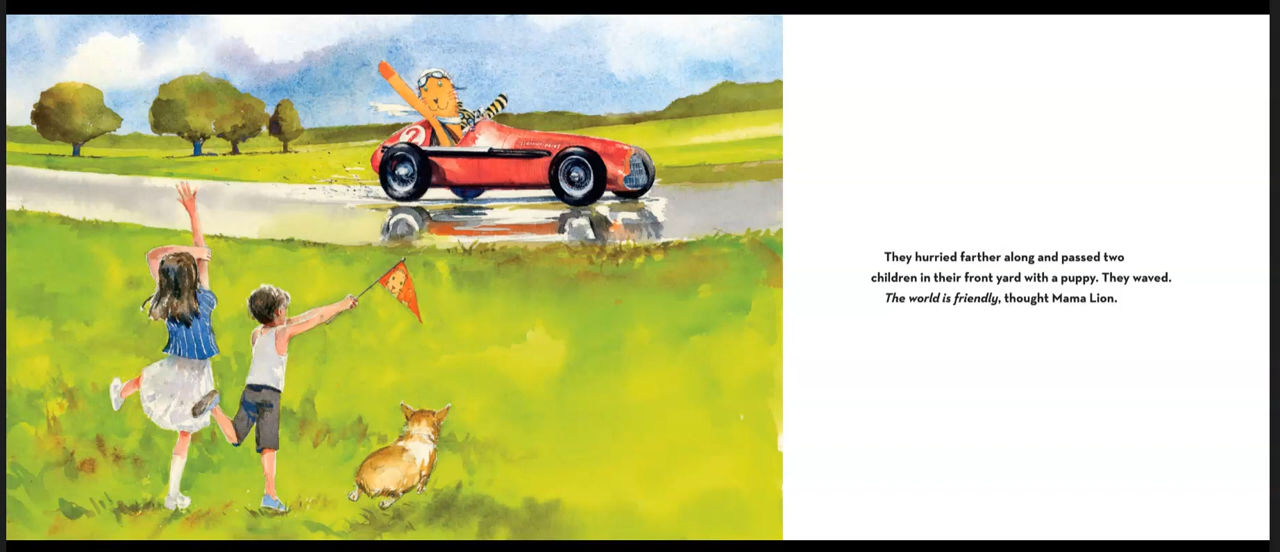 2
They hurried farther along and passed two
children in their front yard with a puppy. They waved.
The world is friendly, thought Mama Lion.